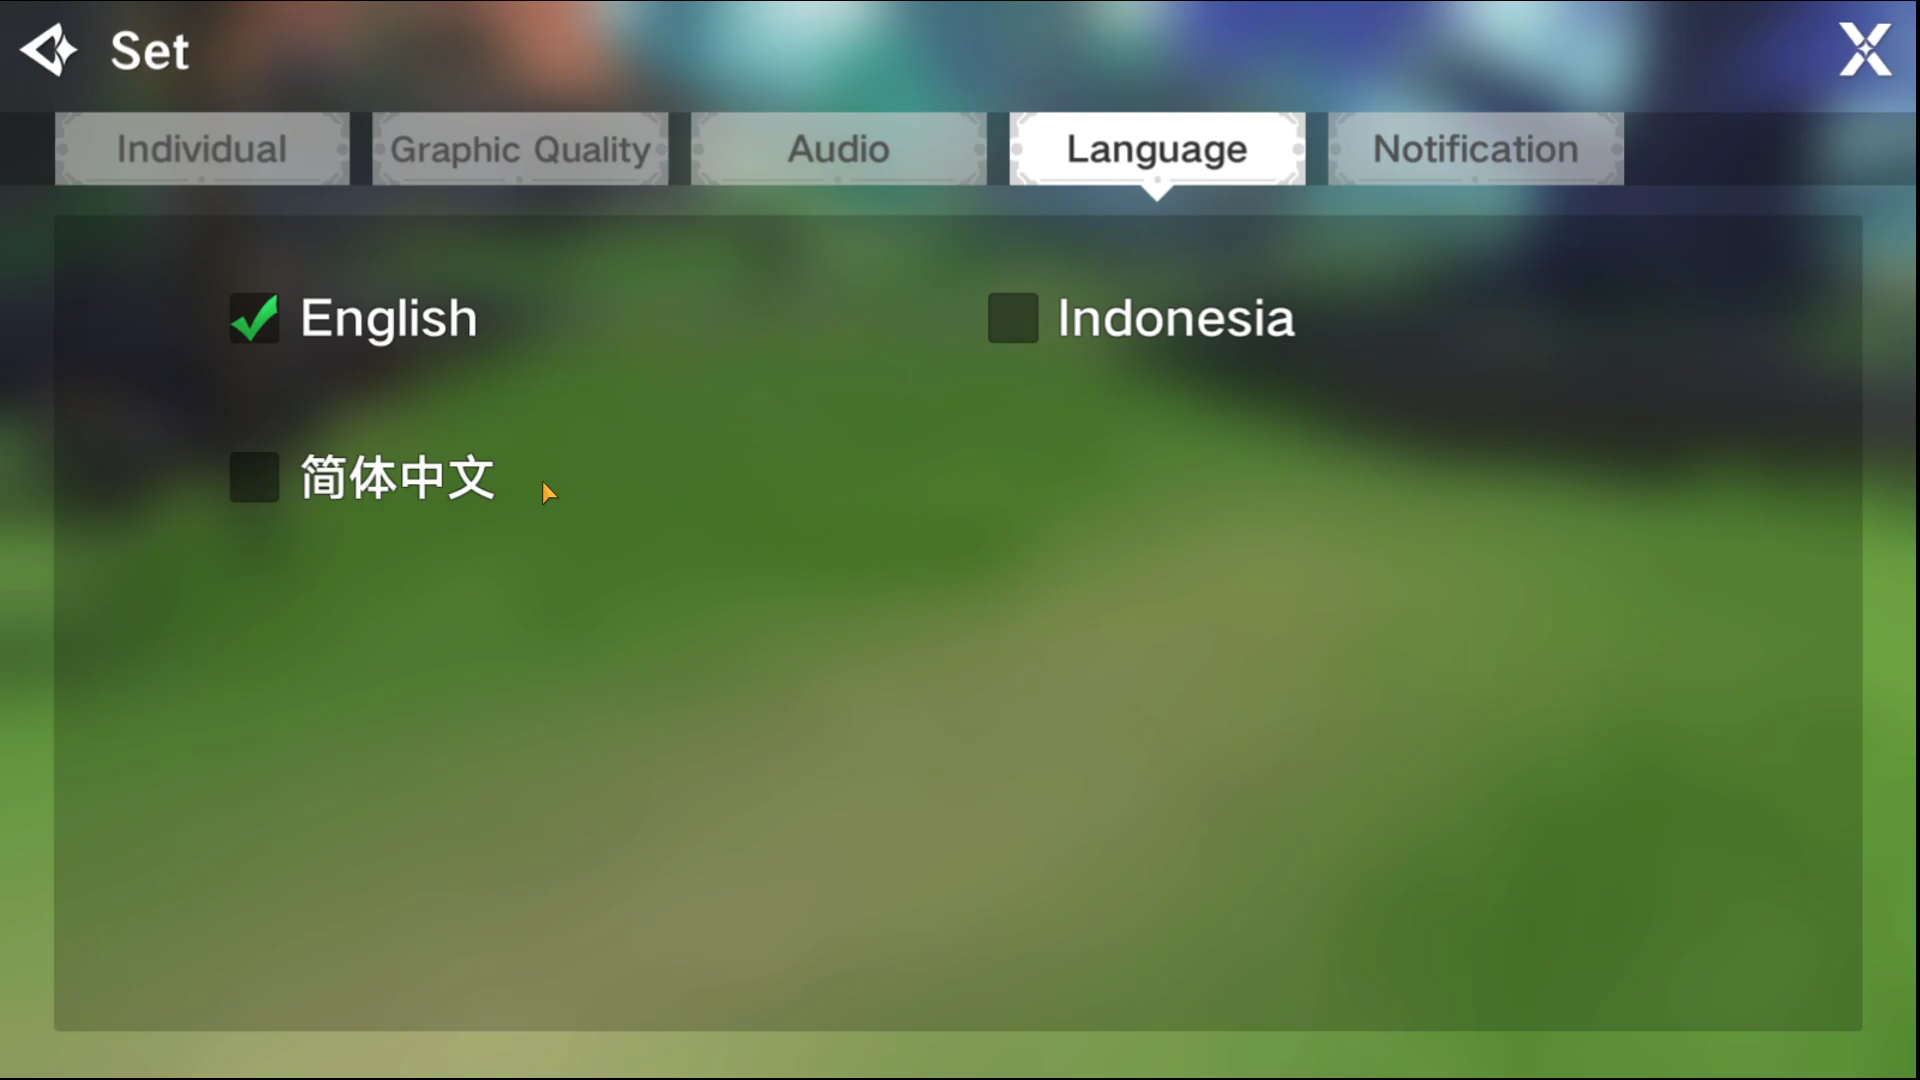 Set
Individual
Graphic Quality
Audio
Language
Notification
English
Indonesia
简体中文